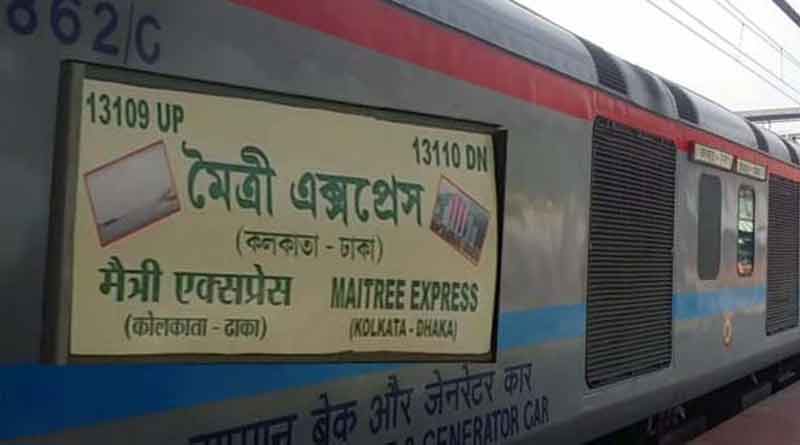 862/C
13109 UP
13110 DN
মৈত্রী এক্সপ্রেস
(কলকাতা - ঢাকা)
मैत्री एक्सप्रेस
(कोलकाता - ढाका)
MAITREE EXPRESS
(KOLKATA - DHAKA)
ब्रेक और जेनरेटर कार
& GENERATOR CAR